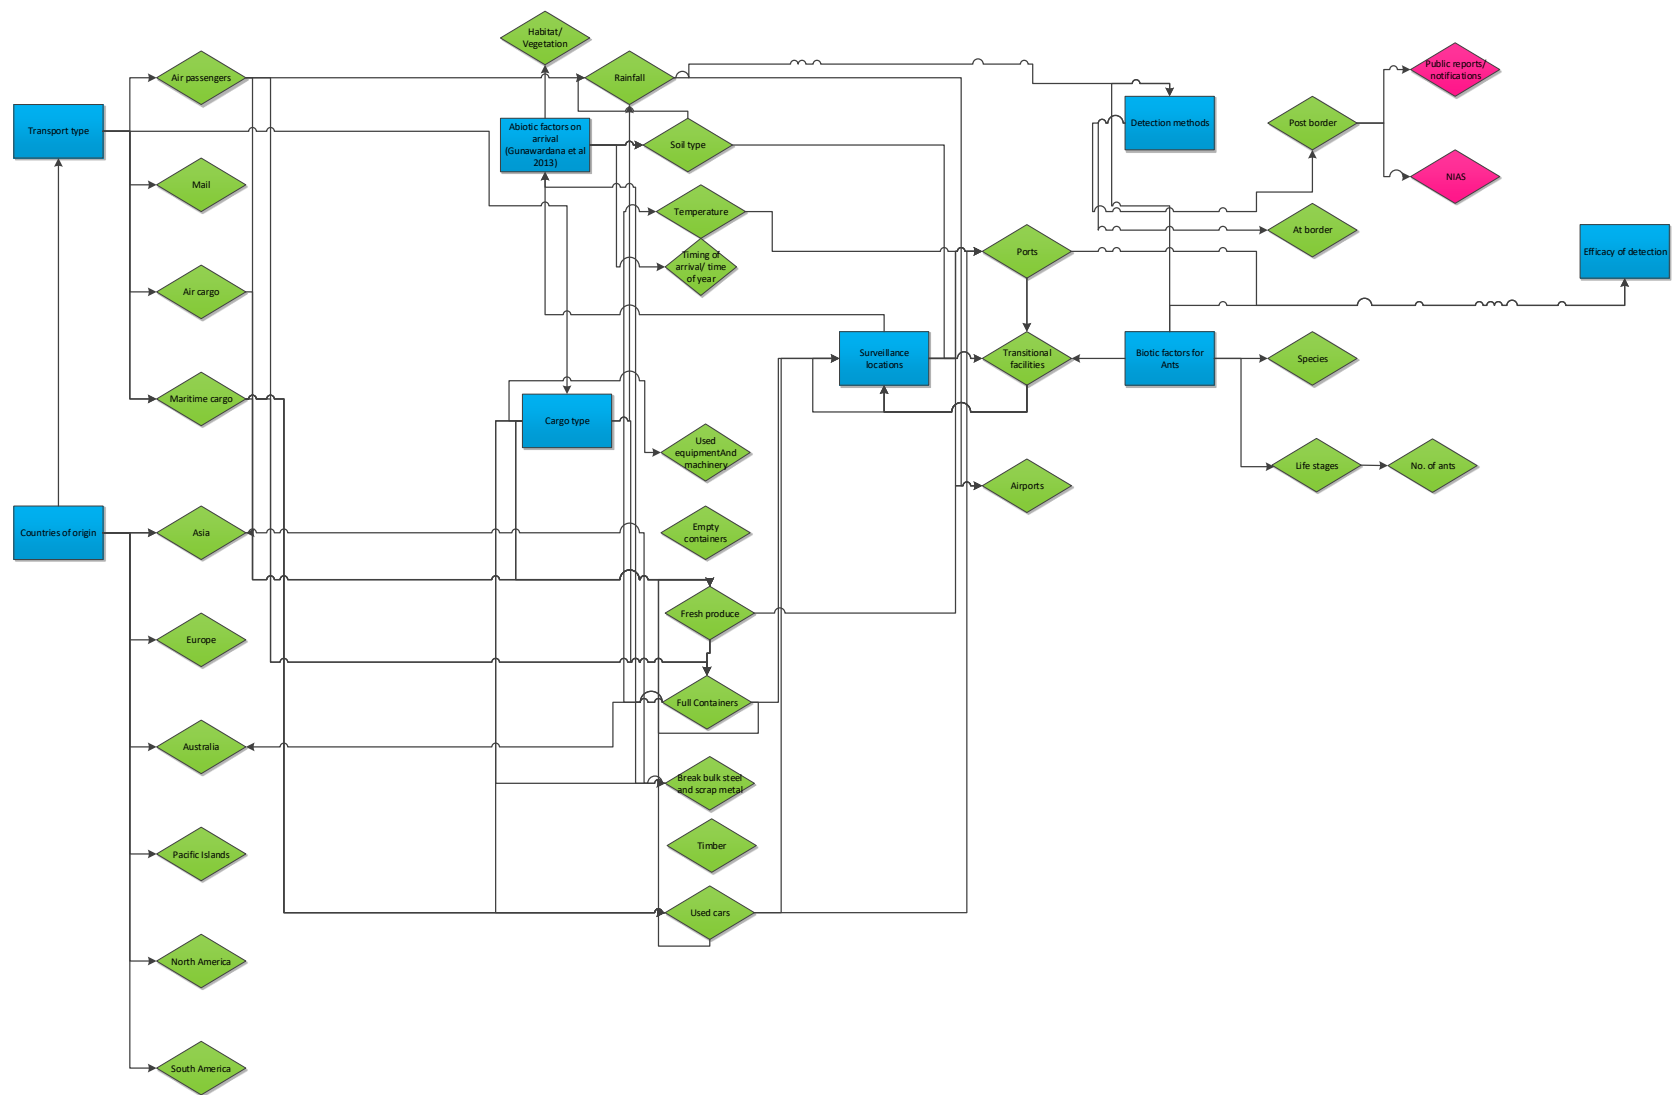 Habitat/
Vegetation
Air passengers
Rainfall
Public reports/
notifications
Transport type
Abiotic factors on
arrival
(Gunawardana et al
2013)
Soil type
Detection methods
Post border
Mail
NIAS
Temperature
At border
Timing of
arrival/ time
of year
Ports
Efficacy of detection
Air cargo
Surveillance
locations
Transitional
facilities
Biotic factors for
Ants
Species
Maritime cargo
Cargo type
Used
equipmentAnd
machinery
Life stages
No. of ants
Airports
Countries of origin
Asia
Empty
containers
Fresh produce
Europe
Full Containers
Australia
Break bulk steel
and scrap metal
Timber
Pacific Islands
Used cars
North America
South America